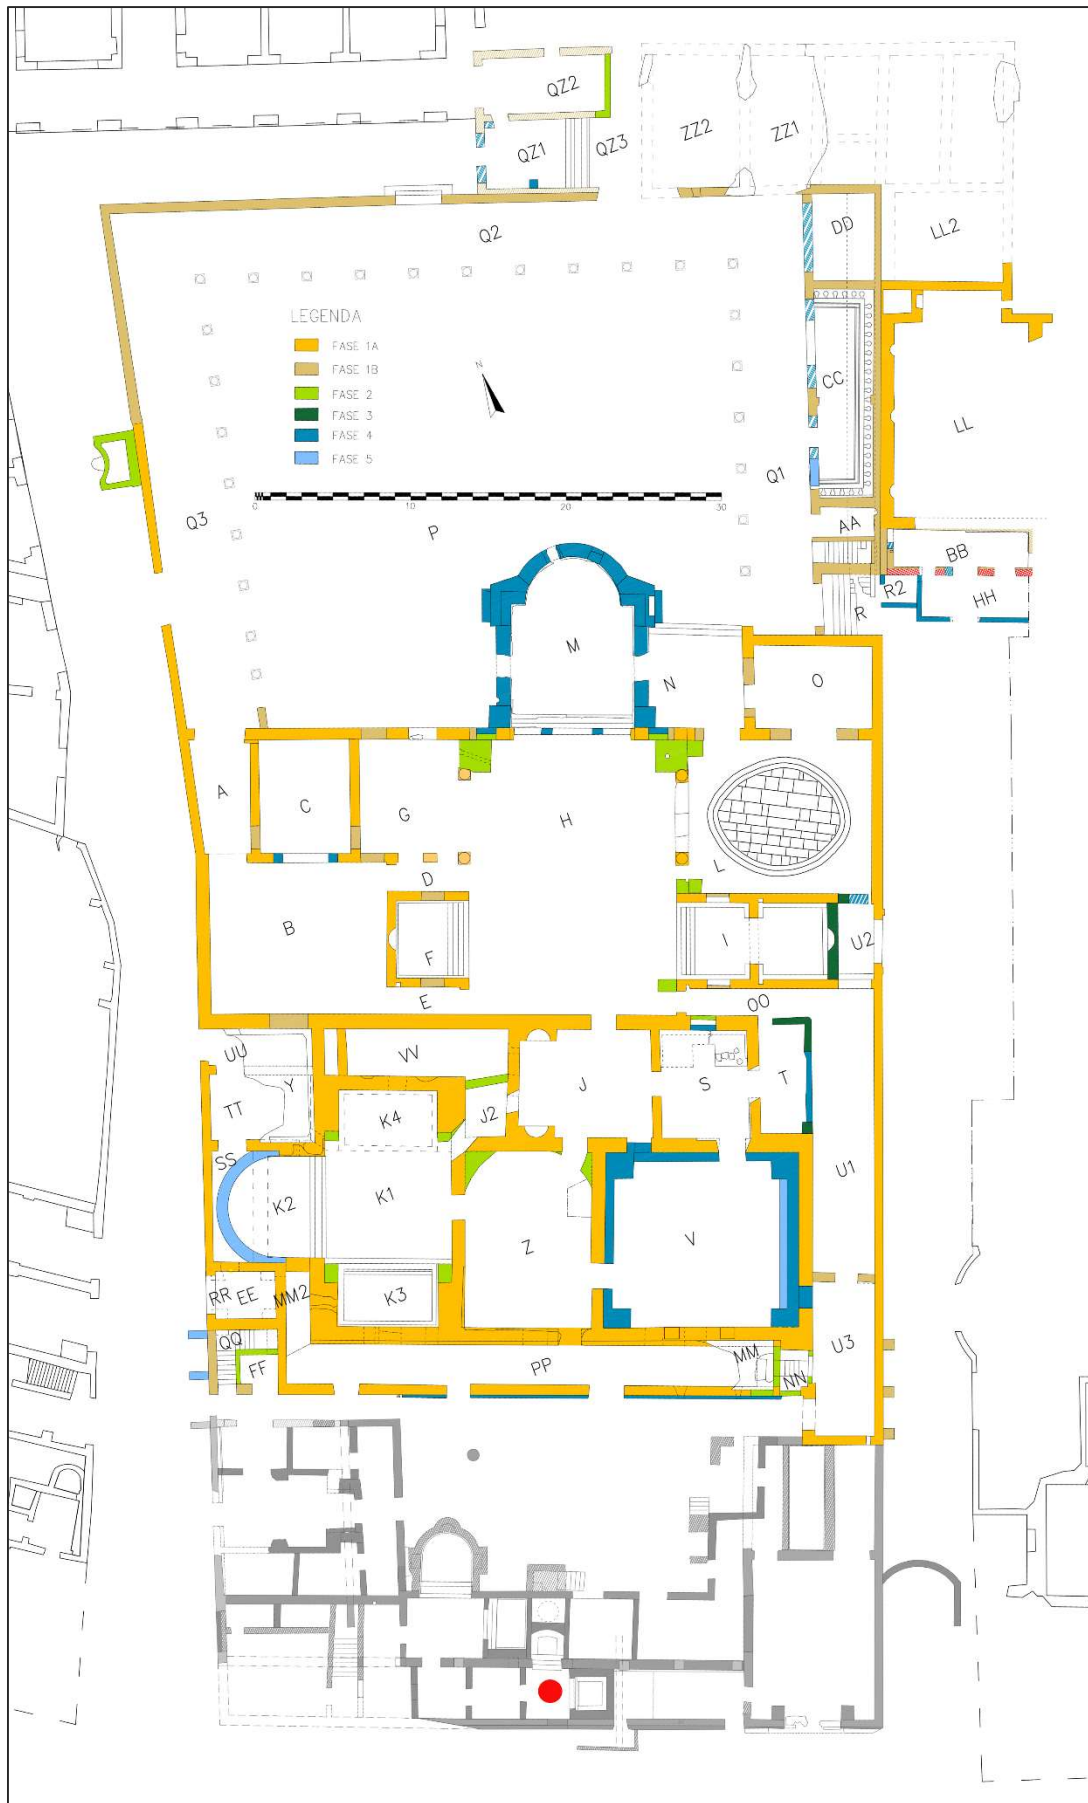 QZ2
QZ1
QZ3
ZZ2
ZZ1
Q2
DD
LL2
LEGENDA
FASE 1A
FASE 1B
FASE 2
FASE 3
FASE 4
FASE 5
N
CC
LL
0
10
20
30
Q1
Q3
P
AA
BB
R2
HH
R
M
N
O
A
C
G
H
L
D
B
F
I
U2
E
OO
UU
VV
Y
TT
J
S
T
K4
J2
SS
K2
K1
Z
V
U1
RR
EE
MM2
K3
QQ
FF
PP
MM
NN
U3